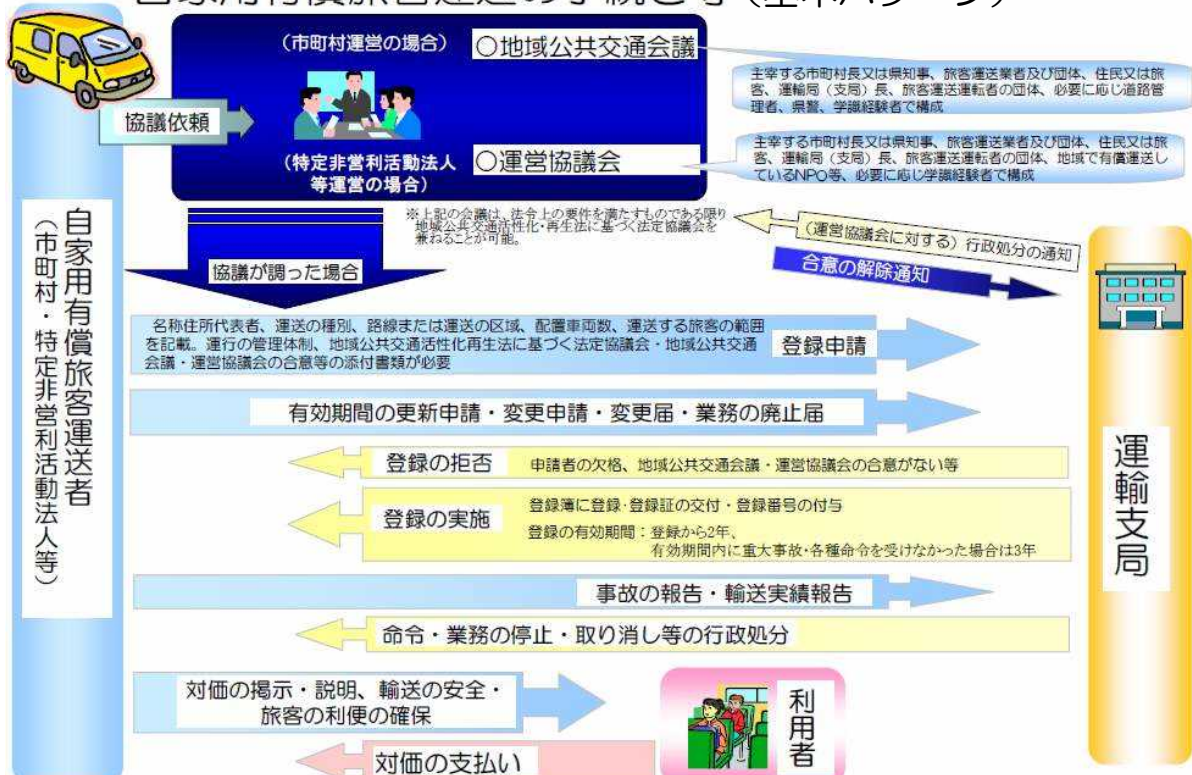 自家用有償旅客運送の手続き等(基本パターン)
(市町村運営の場合)
○地域公共交通会議
主宰する市町村長又は県知事、旅客運送業者及び団体、住民又は旅
客、運輸局(支局)長、旅客運送運転者の団体、必要に応じ道路管
理者、県警、学識経験者で構成
協議依頼
(特定非営利活動法人
等運営の場合)
○運営協議会
主宰する市町村長又は県知事、旅客運送業者及び団体、住民又は旅
客、運輸局(支局)長、旅客運送運転者の団体、地域で有償運送し
ているNPO等、必要に応じ学識経験者で構成
※上記の会議は、法令上の要件を満たすものである限り
地域公共交通活性化・再生法に基づく法定協議会を
兼ねることが可能。
(運営協議会に対する)行政処分の通知
合意の解除通知
協議が調った場合
自家用有償旅客運送者
(市町村・特定非営利活動法人等)
運輸支局
名称住所代表者、運送の種別、路線または運送の区域、配置車両数、運送する旅客の範囲
を記載。運行の管理体制、地域公共交通活性化再生法に基づく法定協議会・地域公共交通
会議・運営協議会の合意等の添付書類が必要
登録申請
有効期間の更新申請・変更申請・変更届・業務の廃止届
登録の拒否
申請者の欠格、地域公共交通会議・運営協議会の合意がない等
登録の実施
登録簿に登録・登録証の交付・登録番号の付与
登録の有効期間：登録から2年、
有効期間内に重大事故・各種命令を受けなかった場合は3年
事故の報告・輸送実績報告
命令・業務の停止・取り消し等の行政処分
対価の掲示・説明、輸送の安全・
旅客の利便の確保
利用者
対価の支払い